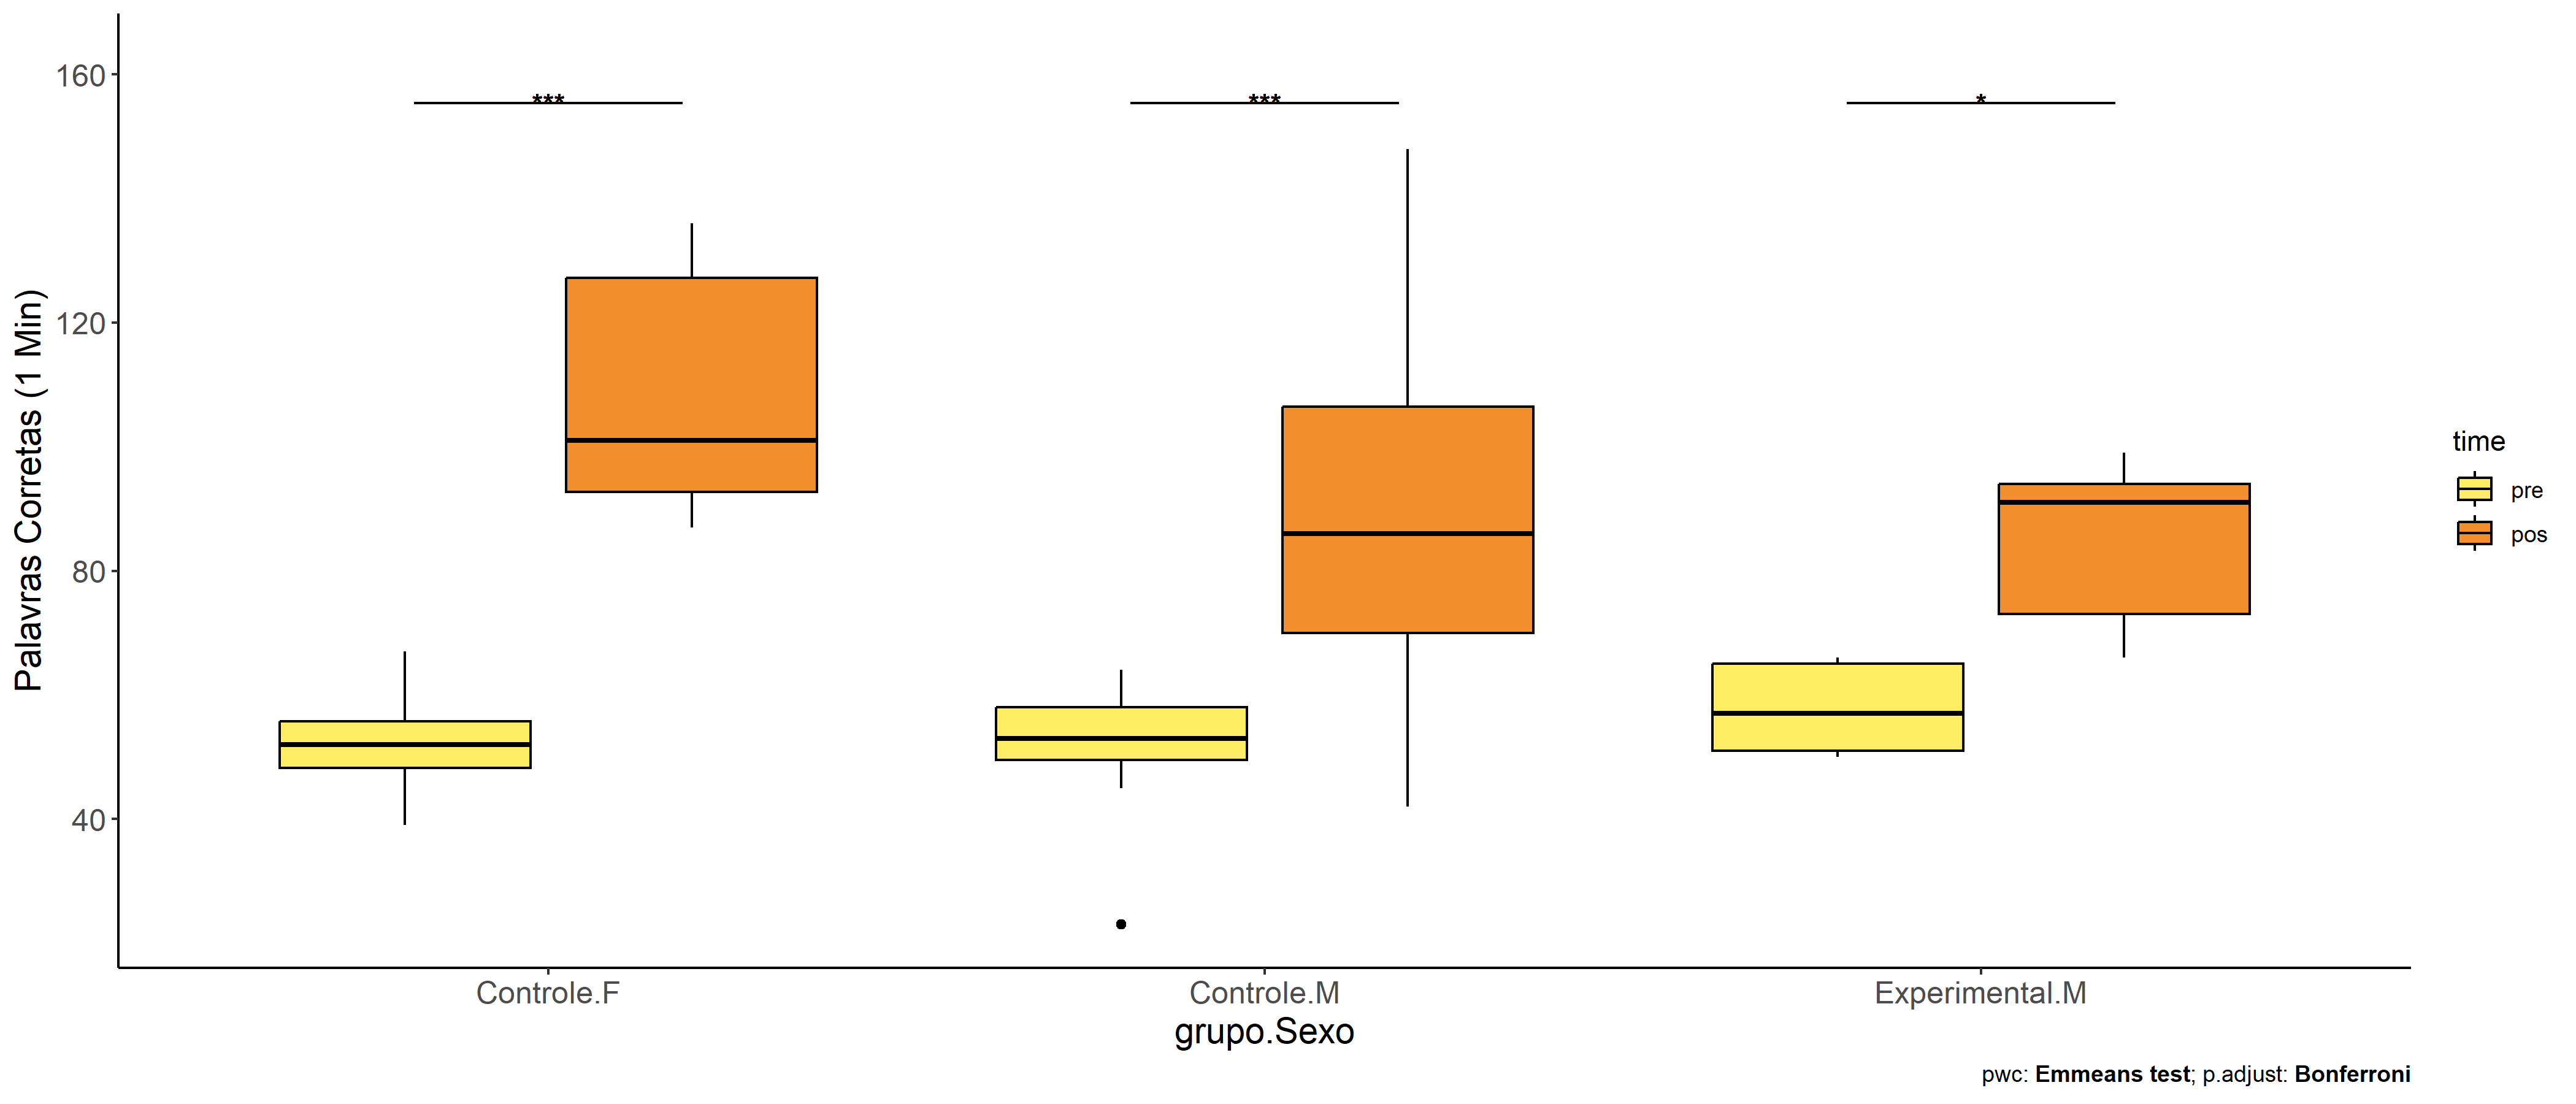 Palavras Corretas (1 Min)
160
120
80
40
***
***
*
Controle.F
Controle.M
Experimental.M
grupo.Sexo
time
pre
pos
pwc: Emmeans test; p.adjust: Bonferroni